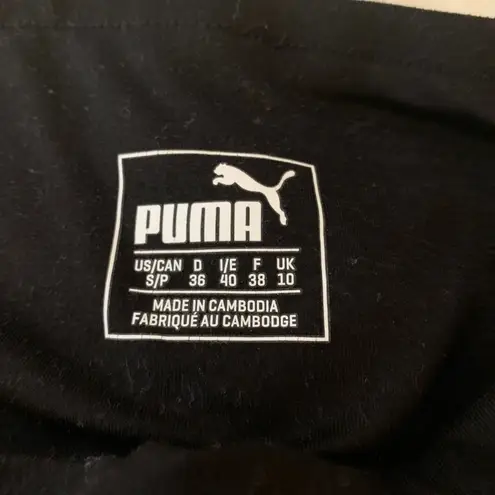 PUMA
US/CAN D I/E F UK
S/P 36 40 38 10
MADE IN CAMBODIA
FABRIQUÉ AU CAMBODGE